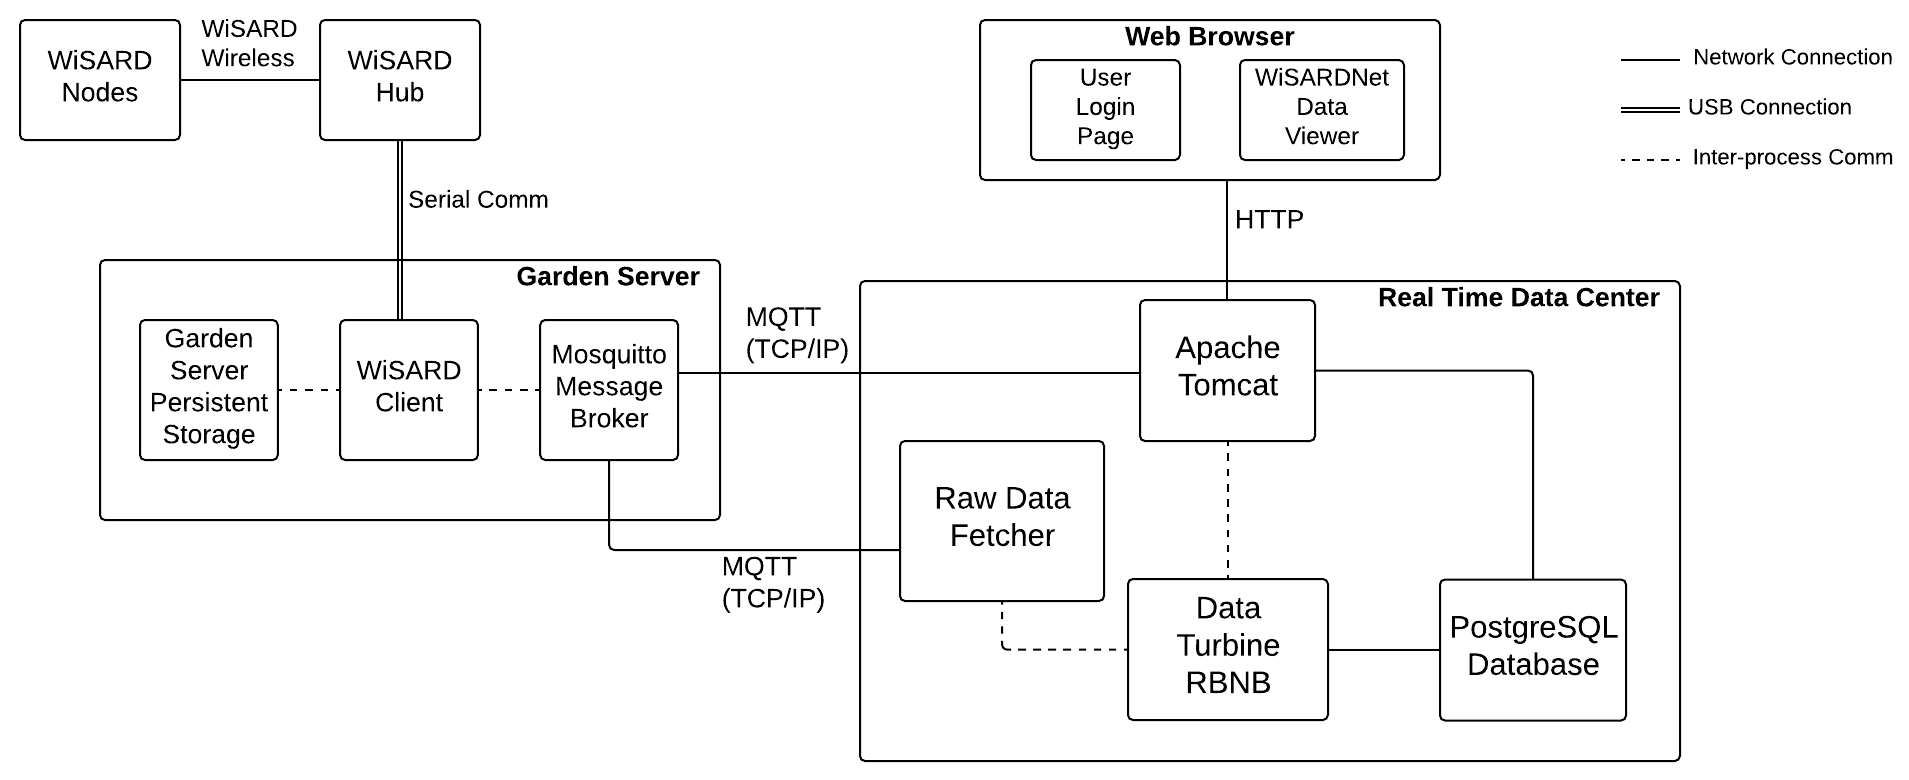 WiSARD
Nodes
WiSARD
Wireless
WiSARD
Hub
Serial Comm
Web Browser
User
Login
Page
WiSARDNet
Data
Viewer
HTTP
Network Connection
USB Connection
Inter-process Comm
Garden Server
Garden
Server
Persistent
Storage
WiSARD
Client
Mosquitto
Message
Broker
MQTT
(TCP/IP)
MQTT
(TCP/IP)
Real Time Data Center
Apache
Tomcat
Raw Data
Fetcher
Data
Turbine
RBNB
PostgreSQL
Database